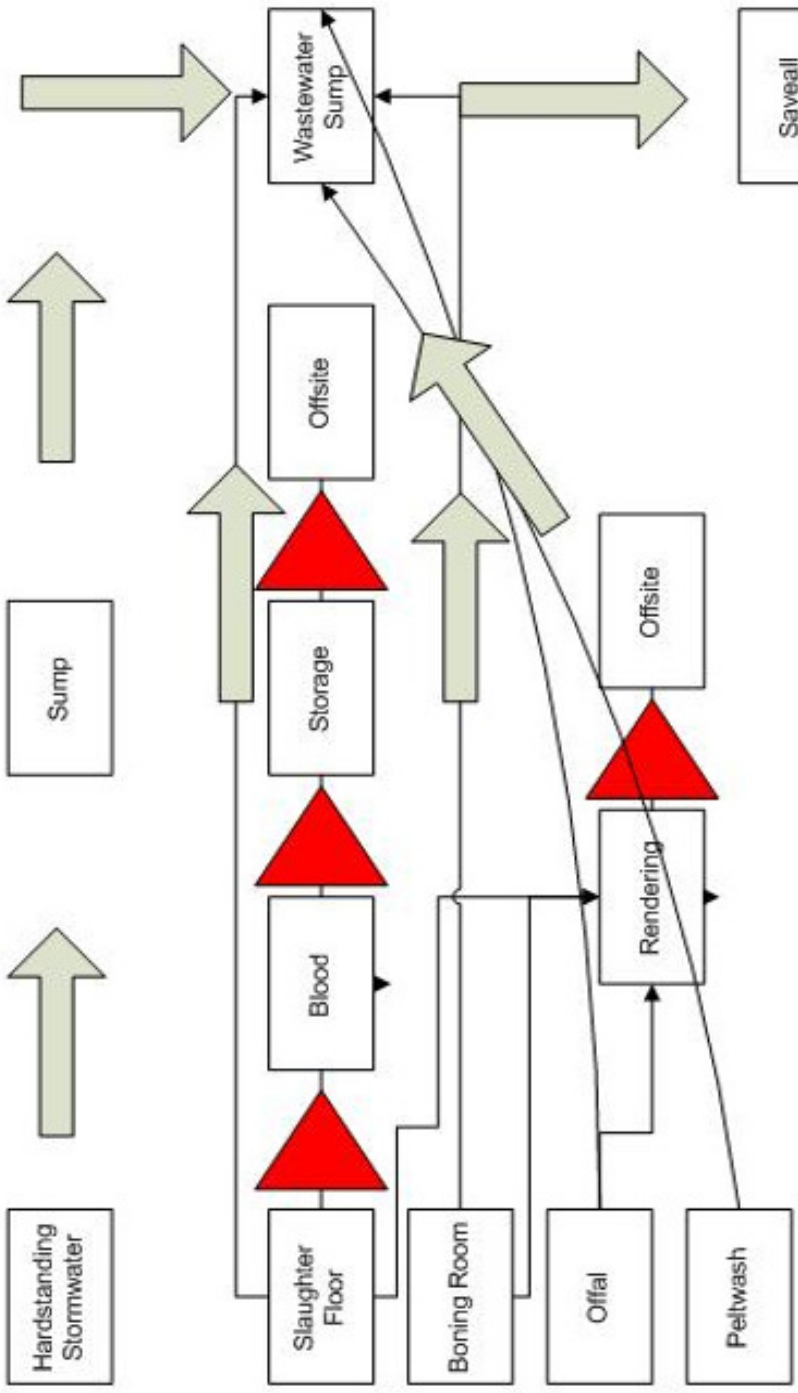 Hardstanding
Stormwater
Sump
Slaughter
Floor
Blood
Storage
Offsite
Wastewater
Sump
Boning Room
Offal
Rendering
Offsite
Peltwash
Saveall